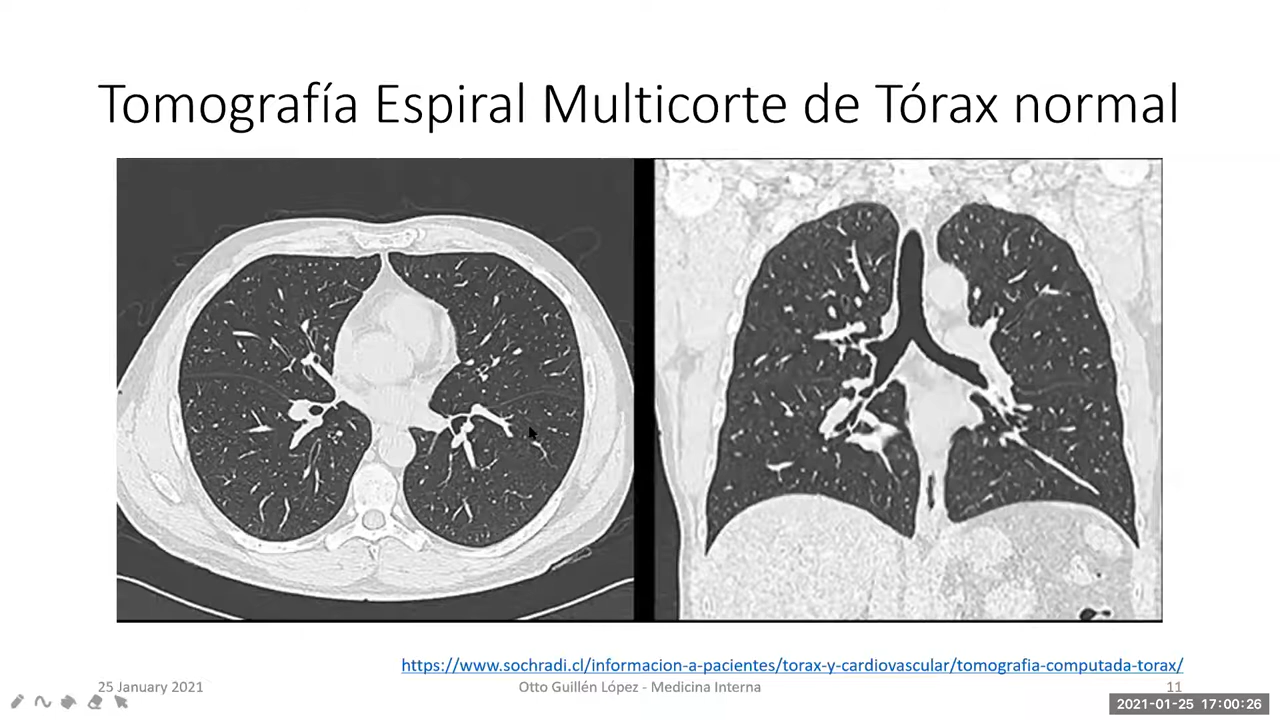 Tomografía Espiral Multicorte de Tórax normal
https://www.sochradi.cl/informacion-a-pacientes/torax-y-cardiovascular/tomografia-computada-torax/
25 January 2021
Otto Guillén López - Medicina Interna
11
2021-01-25 17:00:26